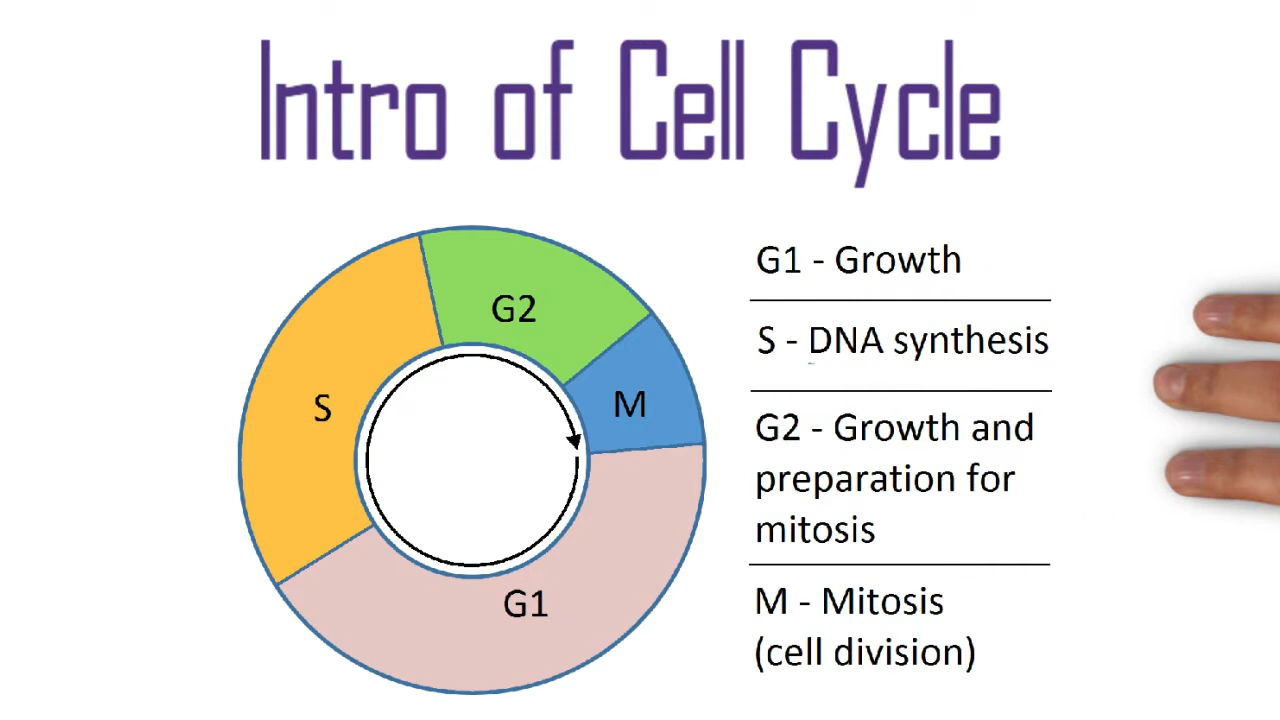 Intro of Cell Cycle
G2
S
M
G1
G1 - Growth
S - DNA synthesis
G2 - Growth and
preparation for
mitosis
M - Mitosis
(cell division)